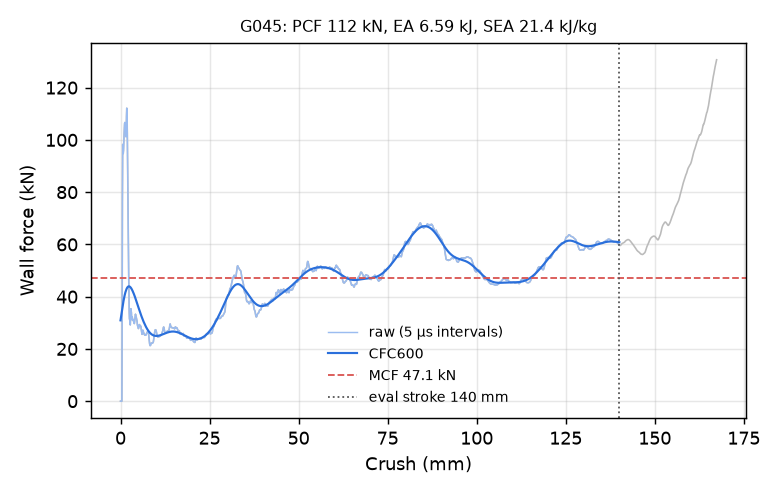 G045: PCF 112 kN, EA 6.59 kJ, SEA 21.4 kJ/kg
Wall force (kN)
120
100
80
60
40
20
0
raw (5 µs intervals)
CFC600
MCF 47.1 kN
eval stroke 140 mm
0 25 50 75 100 125 150 175
Crush (mm)